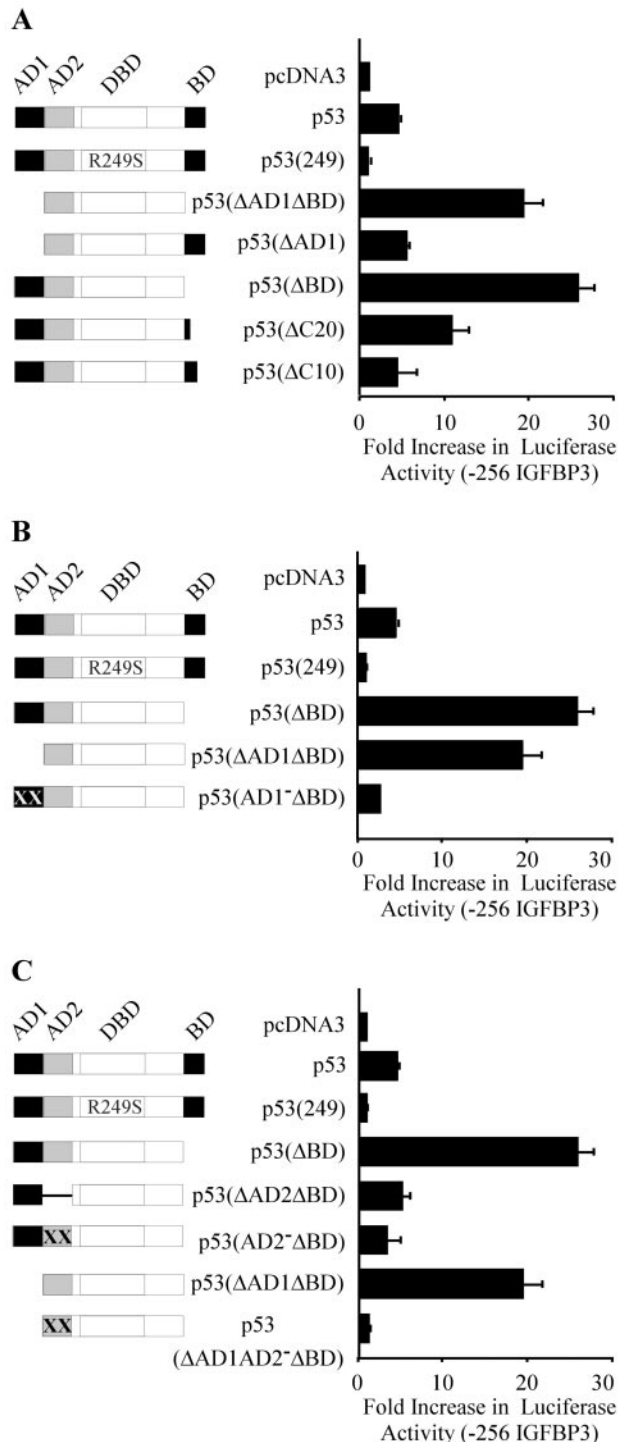 A
AD1 AD2 DBD BD
pcDNA3
p53
R249S p53(249)
p53(ΔAD1ΔBD)
p53(ΔAD1)
p53(ΔBD)
p53(ΔC20)
p53(ΔC10)
0 10 20 30
Fold Increase in Luciferase
Activity (-256 IGFBP3)
B
AD1 AD2 DBD BD
pcDNA3
p53
R249S p53(249)
p53(ΔBD)
p53(ΔAD1ΔBD)
XX p53(AD1⁻ΔBD)
0 10 20 30
Fold Increase in Luciferase
Activity (-256 IGFBP3)
C
AD1 AD2 DBD BD
pcDNA3
p53
R249S p53(249)
p53(ΔBD)
p53(ΔAD2ΔBD)
XX p53(AD2⁻ΔBD)
p53(ΔAD1ΔBD)
XX p53
(ΔAD1AD2⁻ΔBD)
0 10 20 30
Fold Increase in Luciferase
Activity (-256 IGFBP3)